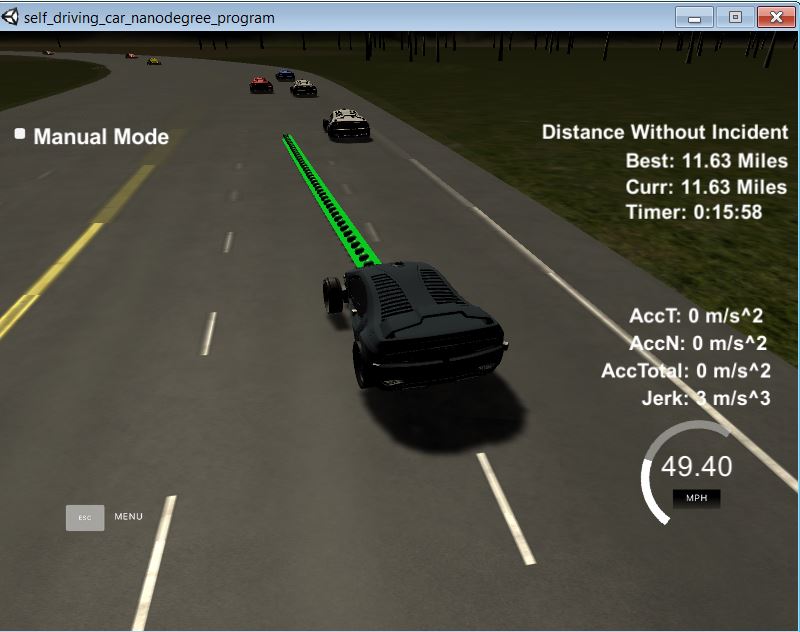 self_driving_car_nanodegree_program
Manual Mode
Distance Without Incident
Best: 11.63 Miles
Curr: 11.63 Miles
Timer: 0:15:58
AccT: 0 m/s^2
AccN: 0 m/s^2
AccTotal: 0 m/s^2
Jerk: 3 m/s^3
49.40
MPH
ESC MENU